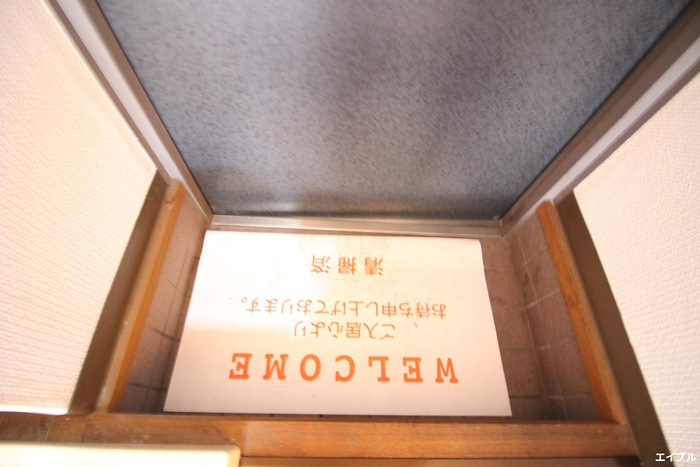 WELCOME
ご入居心より、
お待ち申し上げております。
清掃済
エイブル